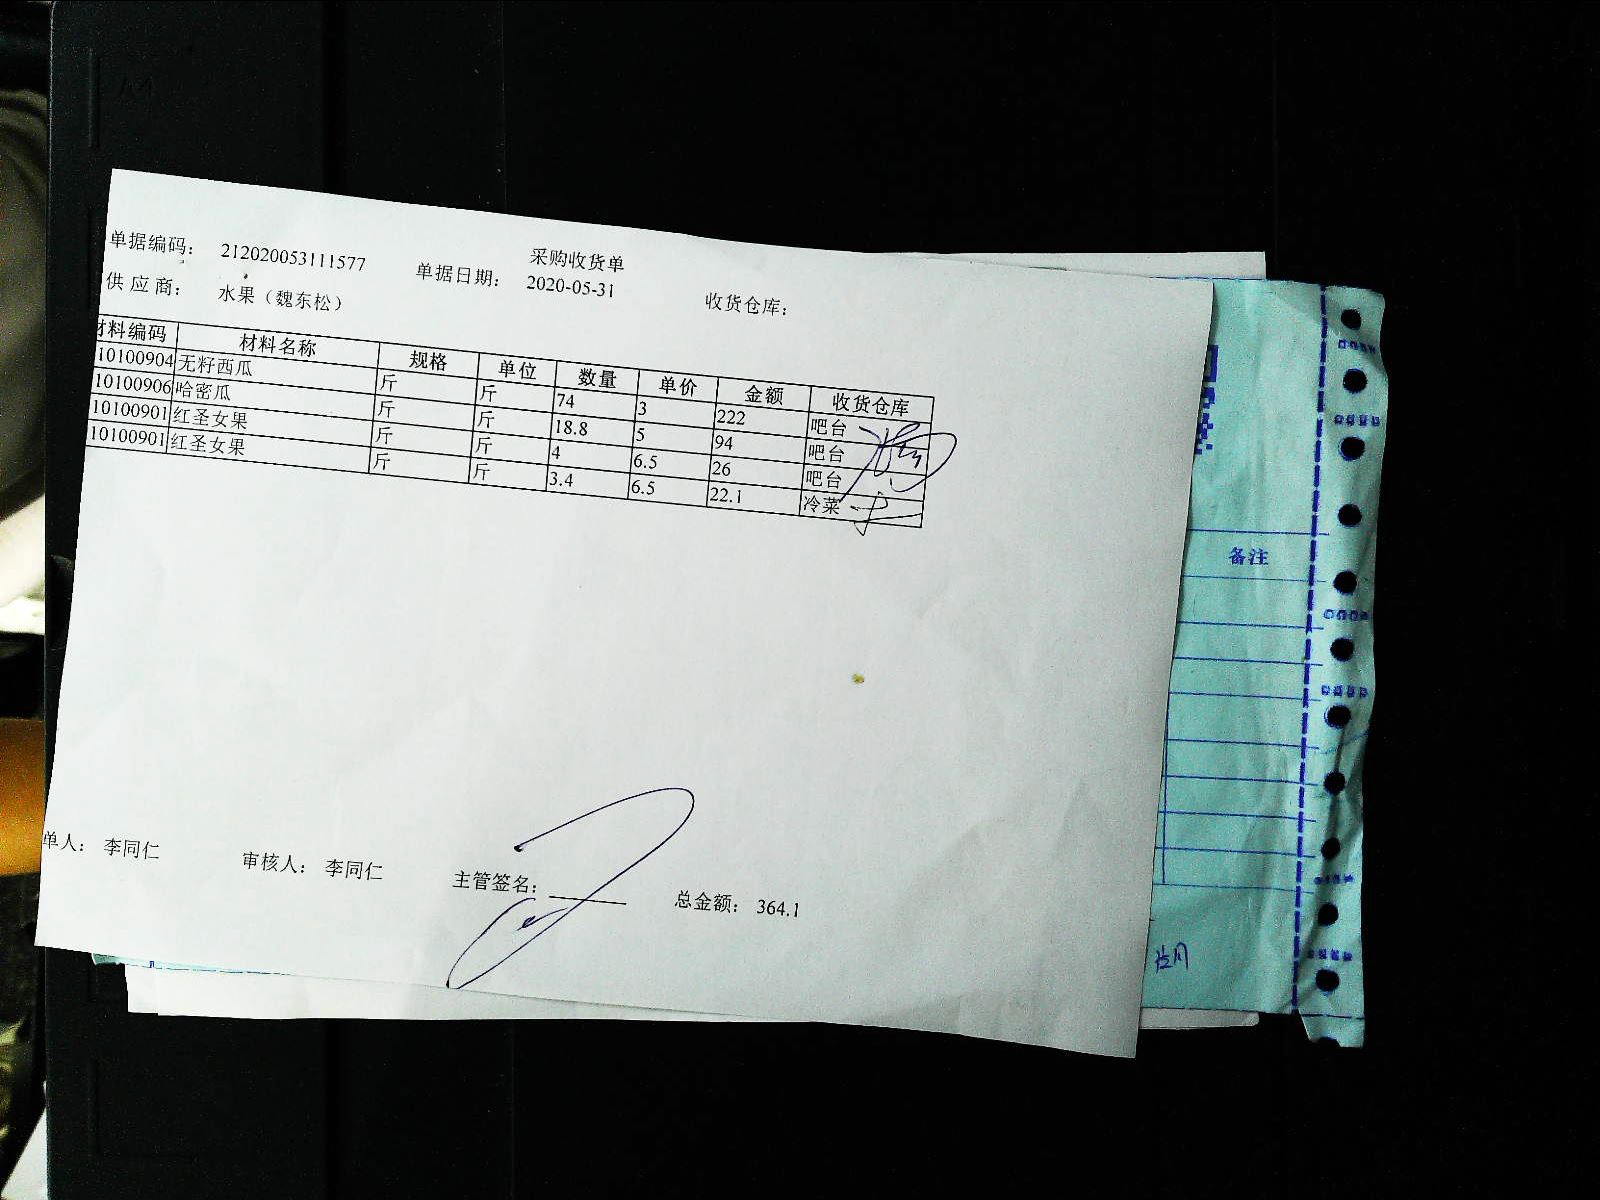 采购收货单
单据编码： 212020053111577 单据日期： 2020-05-31 收货仓库：
供 应 商： 水果（魏东松）
材料编码 材料名称 规格 单位 数量 单价 金额 收货仓库
10100904 无籽西瓜 斤 斤 74 3 222 吧台
10100906 哈密瓜 斤 斤 18.8 5 94 吧台
10100901 红圣女果 斤 斤 4 6.5 26 吧台
10100901 红圣女果 斤 斤 3.4 6.5 22.1 冷菜
单人： 李同仁 审核人： 李同仁 主管签名： 总金额： 364.1
备注